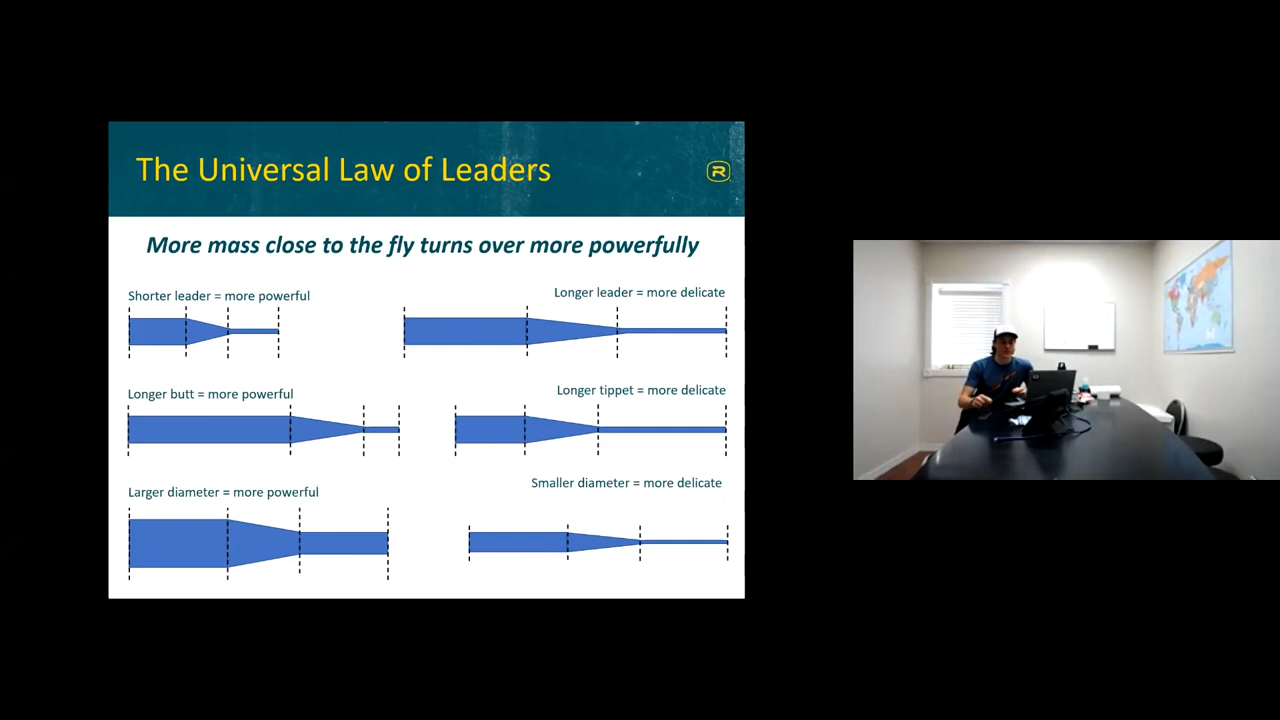 The Universal Law of Leaders
R
More mass close to the fly turns over more powerfully
Shorter leader = more powerful
Longer leader = more delicate
Longer butt = more powerful
Longer tippet = more delicate
Larger diameter = more powerful
Smaller diameter = more delicate